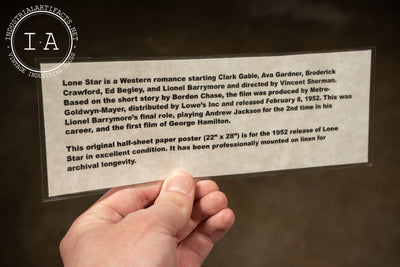 INDUSTRIALARTIFACTS.NET
I·A
VINTAGE INDUSTRIAL
Lone Star is a Western romance starring Clark Gable, Ava Gardner, Broderick
Crawford, Ed Begley, and Lionel Barrymore and directed by Vincent Sherman.
Based on the short story by Borden Chase, the film was produced by Metro-
Goldwyn-Mayer, distributed by Lowe's Inc and released February 8, 1952. This was
Lionel Barrymore's final role, playing Andrew Jackson for the 2nd time in his
career, and the first film of George Hamilton.
This original half-sheet paper poster (22" x 28") is for the 1952 release of Lone
Star in excellent condition. It has been professionally mounted on linen for
archival longevity.